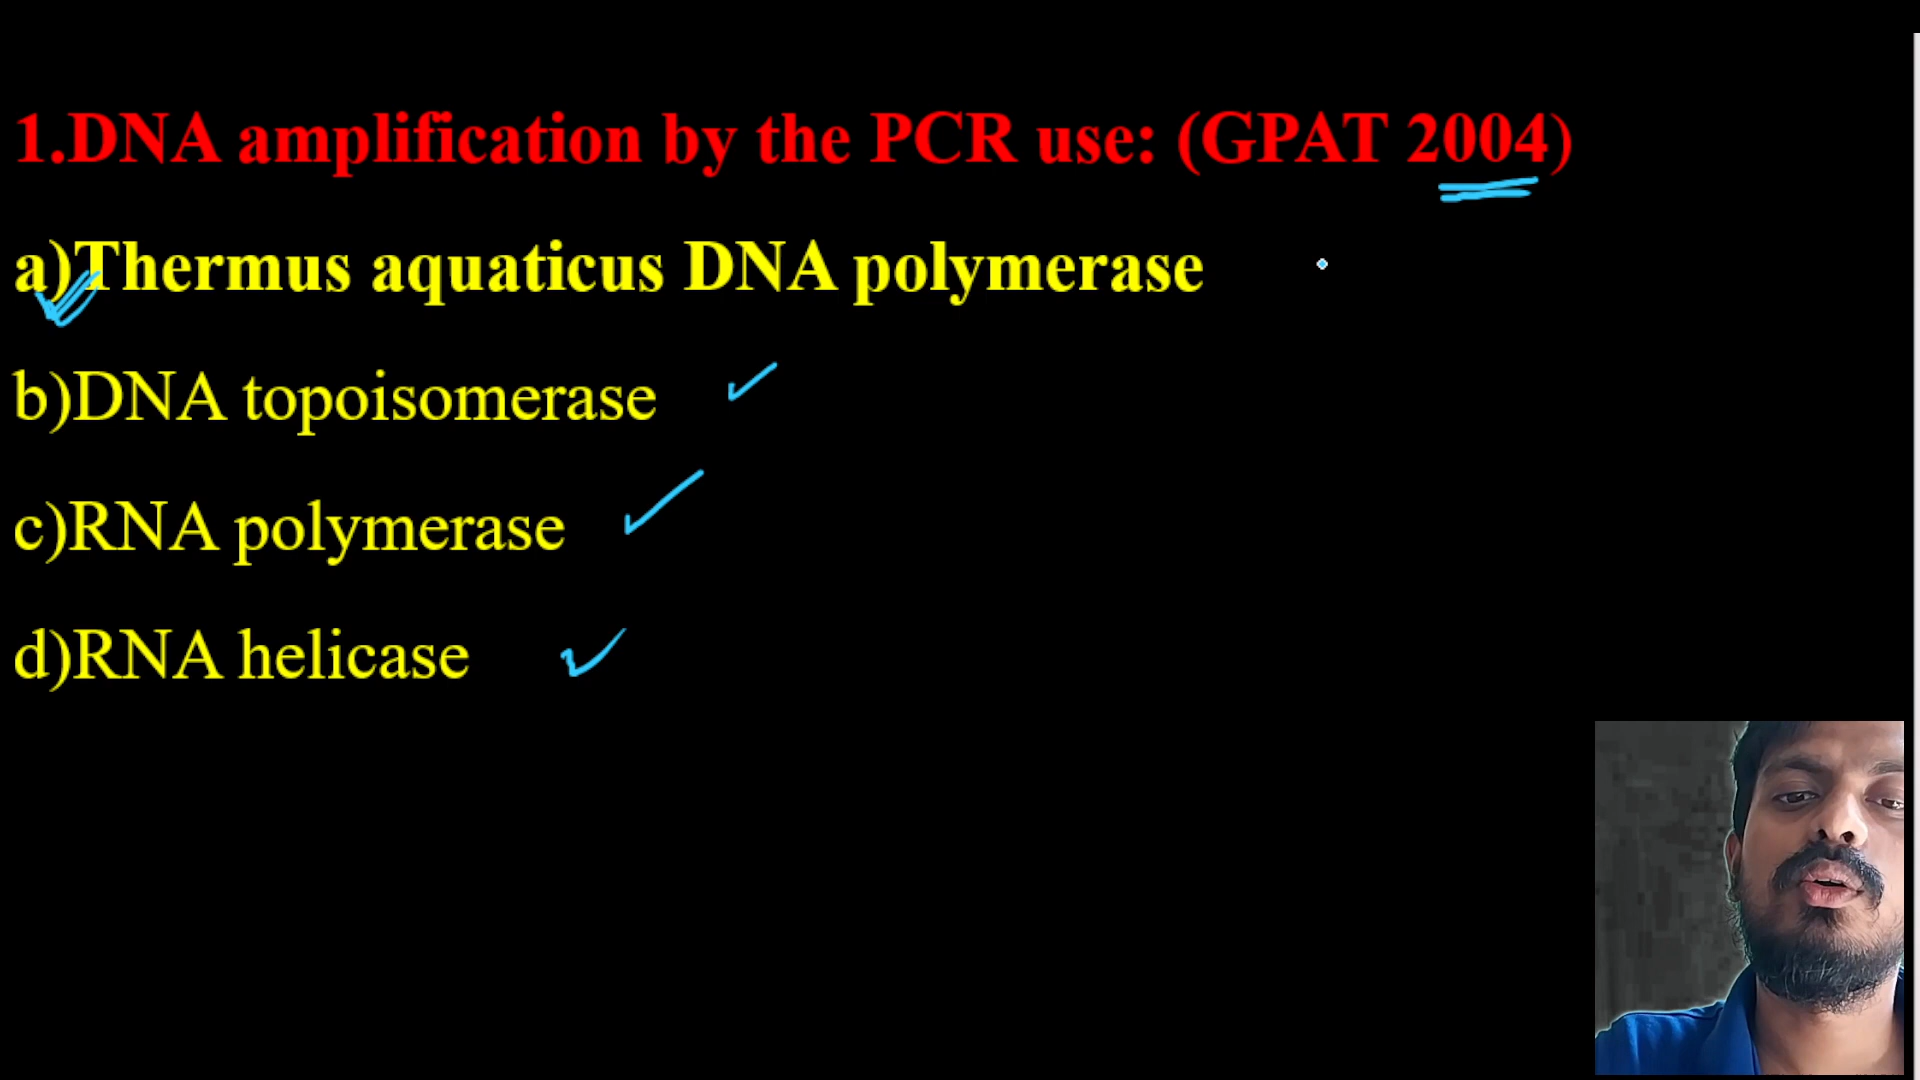 1.DNA amplification by the PCR use: (GPAT 2004)
a)Thermus aquaticus DNA polymerase
b)DNA topoisomerase
c)RNA polymerase
d)RNA helicase